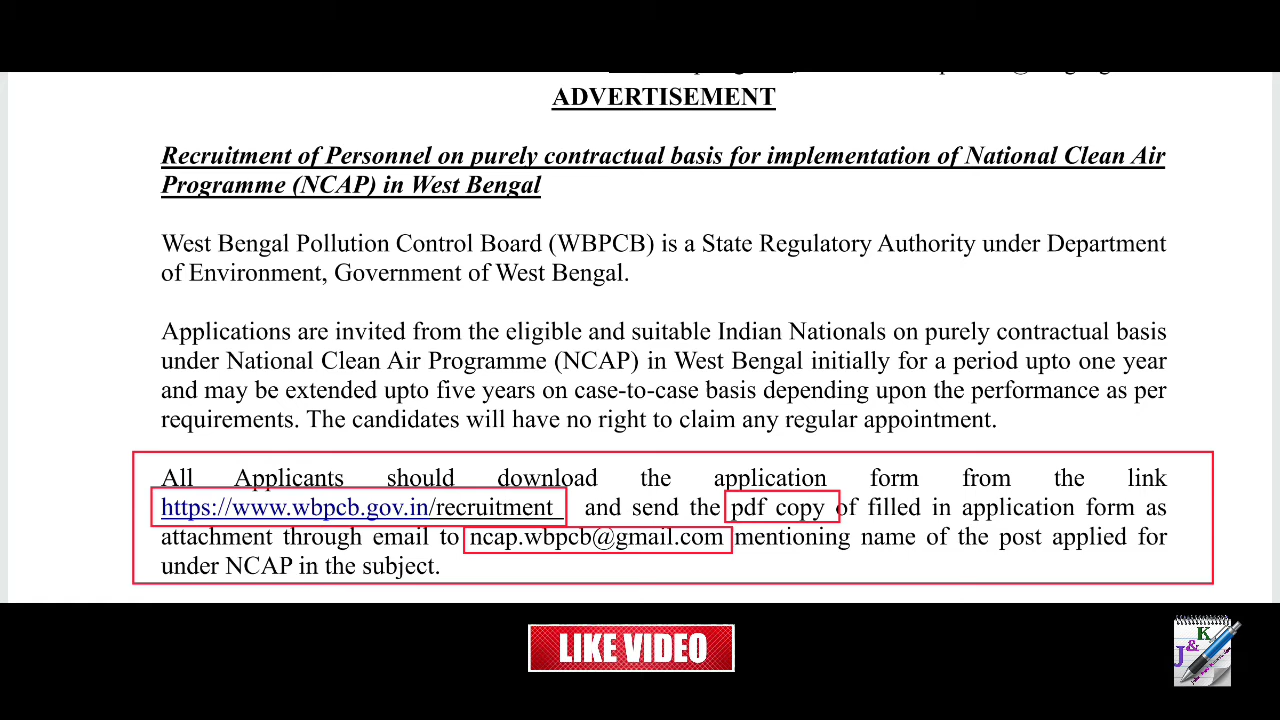 ADVERTISEMENT
Recruitment of Personnel on purely contractual basis for implementation of National Clean Air
Programme (NCAP) in West Bengal
West Bengal Pollution Control Board (WBPCB) is a State Regulatory Authority under Department
of Environment, Government of West Bengal.
Applications are invited from the eligible and suitable Indian Nationals on purely contractual basis
under National Clean Air Programme (NCAP) in West Bengal initially for a period upto one year
and may be extended upto five years on case-to-case basis depending upon the performance as per
requirements. The candidates will have no right to claim any regular appointment.
All Applicants should download the application form from the link
https://www.wbpcb.gov.in/recruitment and send the pdf copy of filled in application form as
attachment through email to ncap.wbpcb@gmail.com mentioning name of the post applied for
under NCAP in the subject.
LIKE VIDEO
J&K